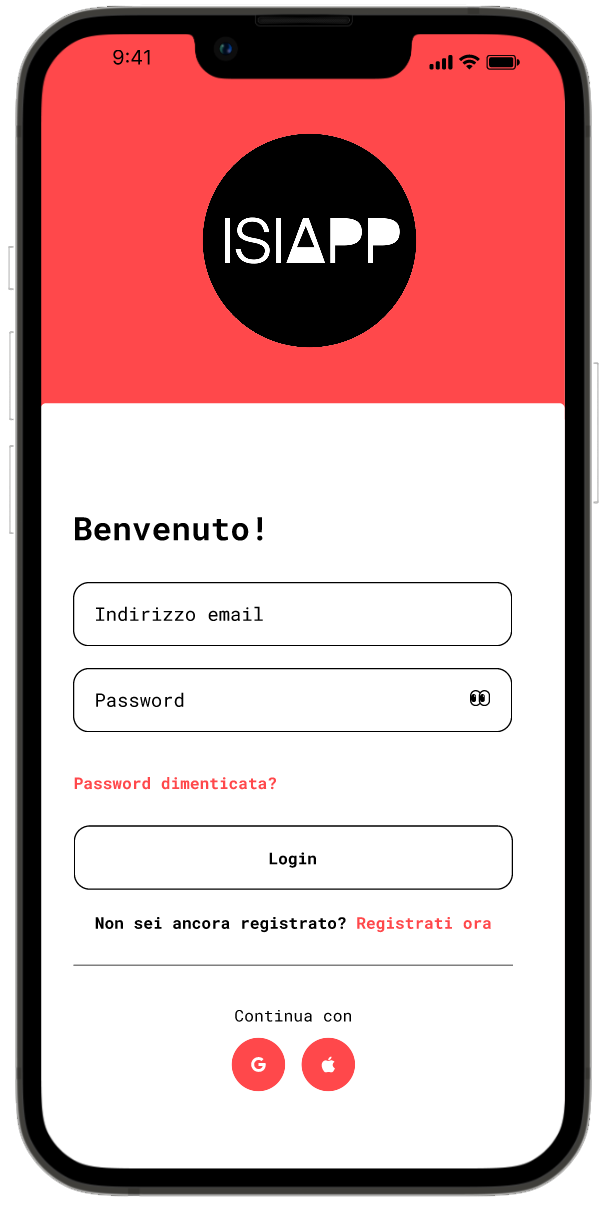 9:41
ISIAPP
Benvenuto!
Indirizzo email
Password
Password dimenticata?
Login
Non sei ancora registrato? Registrati ora
Continua con
G